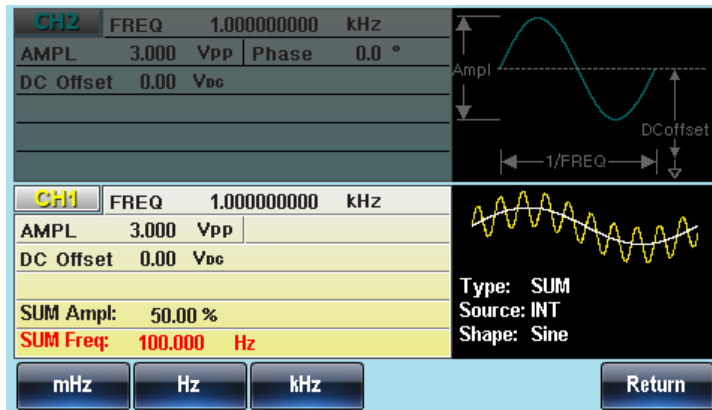 CH2 FREQ 1.000000000 kHz
AMPL 3.000 Vpp Phase 0.0 °
DC Offset 0.00 VDC
Ampl
DCoffset
1/FREQ
CH1 FREQ 1.000000000 kHz
AMPL 3.000 Vpp
DC Offset 0.00 VDC
SUM Ampl: 50.00 %
SUM Freq: 100.000 Hz
Type: SUM
Source: INT
Shape: Sine
mHz Hz kHz Return